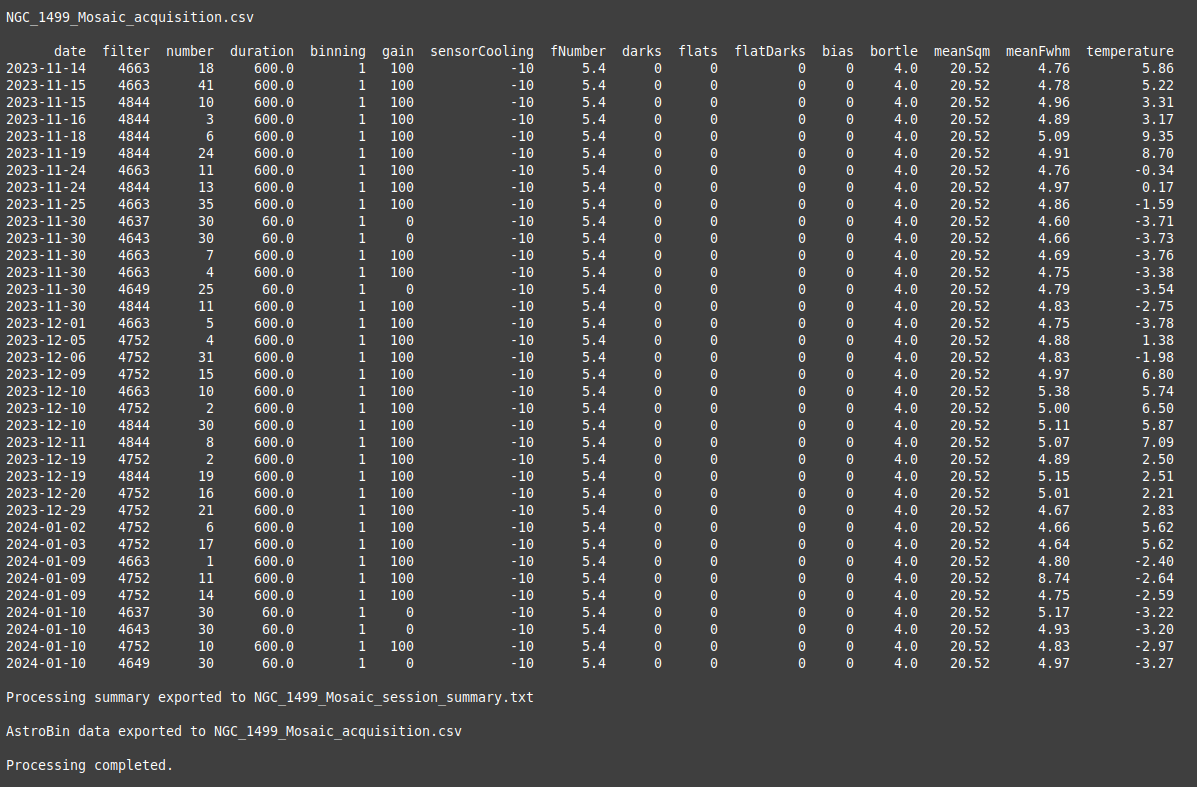 NGC_1499_Mosaic_acquisition.csv
date filter number duration binning gain sensorCooling fNumber darks flats flatDarks bias bortle meanSqm meanFwhm temperature
2023-11-14 4663 18 600.0 1 100 -10 5.4 0 0 0 0 4.0 20.52 4.76 5.86
2023-11-15 4663 41 600.0 1 100 -10 5.4 0 0 0 0 4.0 20.52 4.78 5.22
2023-11-15 4844 10 600.0 1 100 -10 5.4 0 0 0 0 4.0 20.52 4.96 3.31
2023-11-16 4844 3 600.0 1 100 -10 5.4 0 0 0 0 4.0 20.52 4.89 3.17
2023-11-18 4844 6 600.0 1 100 -10 5.4 0 0 0 0 4.0 20.52 5.09 9.35
2023-11-19 4844 24 600.0 1 100 -10 5.4 0 0 0 0 4.0 20.52 4.91 8.70
2023-11-24 4663 11 600.0 1 100 -10 5.4 0 0 0 0 4.0 20.52 4.76 -0.34
2023-11-24 4844 13 600.0 1 100 -10 5.4 0 0 0 0 4.0 20.52 4.97 0.17
2023-11-25 4663 35 600.0 1 100 -10 5.4 0 0 0 0 4.0 20.52 4.86 -1.59
2023-11-30 4637 30 60.0 1 0 -10 5.4 0 0 0 0 4.0 20.52 4.60 -3.71
2023-11-30 4643 30 60.0 1 0 -10 5.4 0 0 0 0 4.0 20.52 4.66 -3.73
2023-11-30 4663 7 600.0 1 100 -10 5.4 0 0 0 0 4.0 20.52 4.69 -3.76
2023-11-30 4663 4 600.0 1 100 -10 5.4 0 0 0 0 4.0 20.52 4.75 -3.38
2023-11-30 4649 25 60.0 1 0 -10 5.4 0 0 0 0 4.0 20.52 4.79 -3.54
2023-11-30 4844 11 600.0 1 100 -10 5.4 0 0 0 0 4.0 20.52 4.83 -2.75
2023-12-01 4663 5 600.0 1 100 -10 5.4 0 0 0 0 4.0 20.52 4.75 -3.78
2023-12-05 4752 4 600.0 1 100 -10 5.4 0 0 0 0 4.0 20.52 4.88 1.38
2023-12-06 4752 31 600.0 1 100 -10 5.4 0 0 0 0 4.0 20.52 4.83 -1.98
2023-12-09 4752 15 600.0 1 100 -10 5.4 0 0 0 0 4.0 20.52 4.97 6.80
2023-12-10 4663 10 600.0 1 100 -10 5.4 0 0 0 0 4.0 20.52 5.38 5.74
2023-12-10 4752 2 600.0 1 100 -10 5.4 0 0 0 0 4.0 20.52 5.00 6.50
2023-12-10 4844 30 600.0 1 100 -10 5.4 0 0 0 0 4.0 20.52 5.11 5.87
2023-12-11 4844 8 600.0 1 100 -10 5.4 0 0 0 0 4.0 20.52 5.07 7.09
2023-12-19 4752 2 600.0 1 100 -10 5.4 0 0 0 0 4.0 20.52 4.89 2.50
2023-12-19 4844 19 600.0 1 100 -10 5.4 0 0 0 0 4.0 20.52 5.15 2.51
2023-12-20 4752 16 600.0 1 100 -10 5.4 0 0 0 0 4.0 20.52 5.01 2.21
2023-12-29 4752 21 600.0 1 100 -10 5.4 0 0 0 0 4.0 20.52 4.67 2.83
2024-01-02 4752 6 600.0 1 100 -10 5.4 0 0 0 0 4.0 20.52 4.66 5.62
2024-01-03 4752 17 600.0 1 100 -10 5.4 0 0 0 0 4.0 20.52 4.64 5.62
2024-01-09 4663 1 600.0 1 100 -10 5.4 0 0 0 0 4.0 20.52 4.80 -2.40
2024-01-09 4752 11 600.0 1 100 -10 5.4 0 0 0 0 4.0 20.52 8.74 -2.64
2024-01-09 4752 14 600.0 1 100 -10 5.4 0 0 0 0 4.0 20.52 4.75 -2.59
2024-01-10 4637 30 60.0 1 0 -10 5.4 0 0 0 0 4.0 20.52 5.17 -3.22
2024-01-10 4643 30 60.0 1 0 -10 5.4 0 0 0 0 4.0 20.52 4.93 -3.20
2024-01-10 4752 10 600.0 1 100 -10 5.4 0 0 0 0 4.0 20.52 4.83 -2.97
2024-01-10 4649 30 60.0 1 0 -10 5.4 0 0 0 0 4.0 20.52 4.97 -3.27
Processing summary exported to NGC_1499_Mosaic_session_summary.txt
AstroBin data exported to NGC_1499_Mosaic_acquisition.csv
Processing completed.